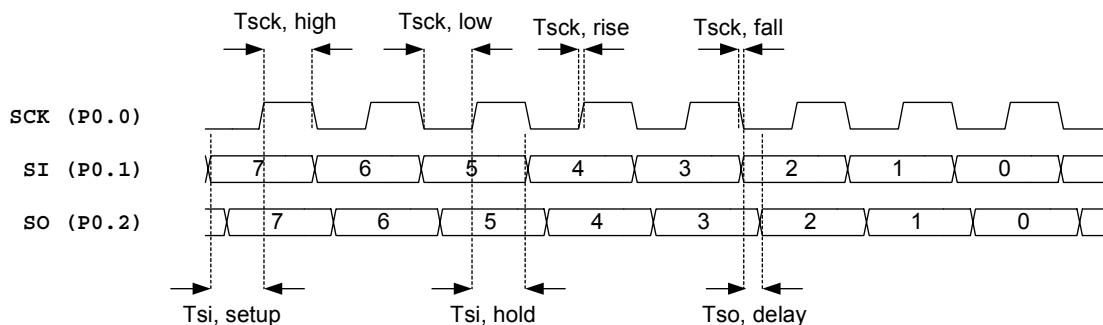 Tsck, high Tsck, low Tsck, rise Tsck, fall
SCK (P0.0)
SI (P0.1) 7 6 5 4 3 2 1 0
SO (P0.2) 7 6 5 4 3 2 1 0
Tsi, setup Tsi, hold Tso, delay